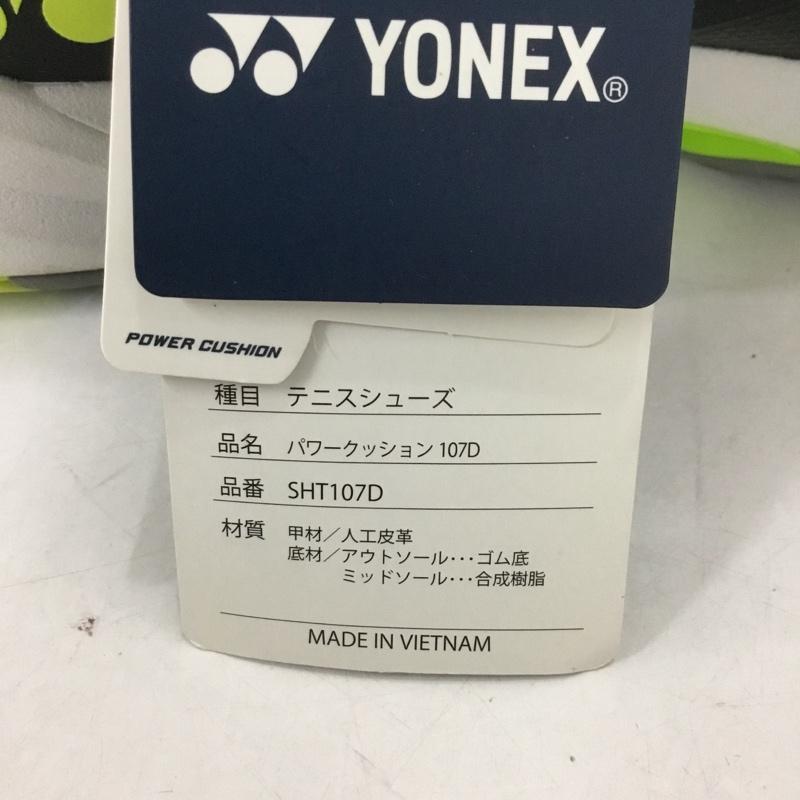 YONEX®
POWER CUSHION
種目 テニスシューズ
品名 パワークッション 107D
品番 SHT107D
材質 甲材／人工皮革
底材／アウトソール･･･ゴム底
ミッドソール･･･合成樹脂
MADE IN VIETNAM